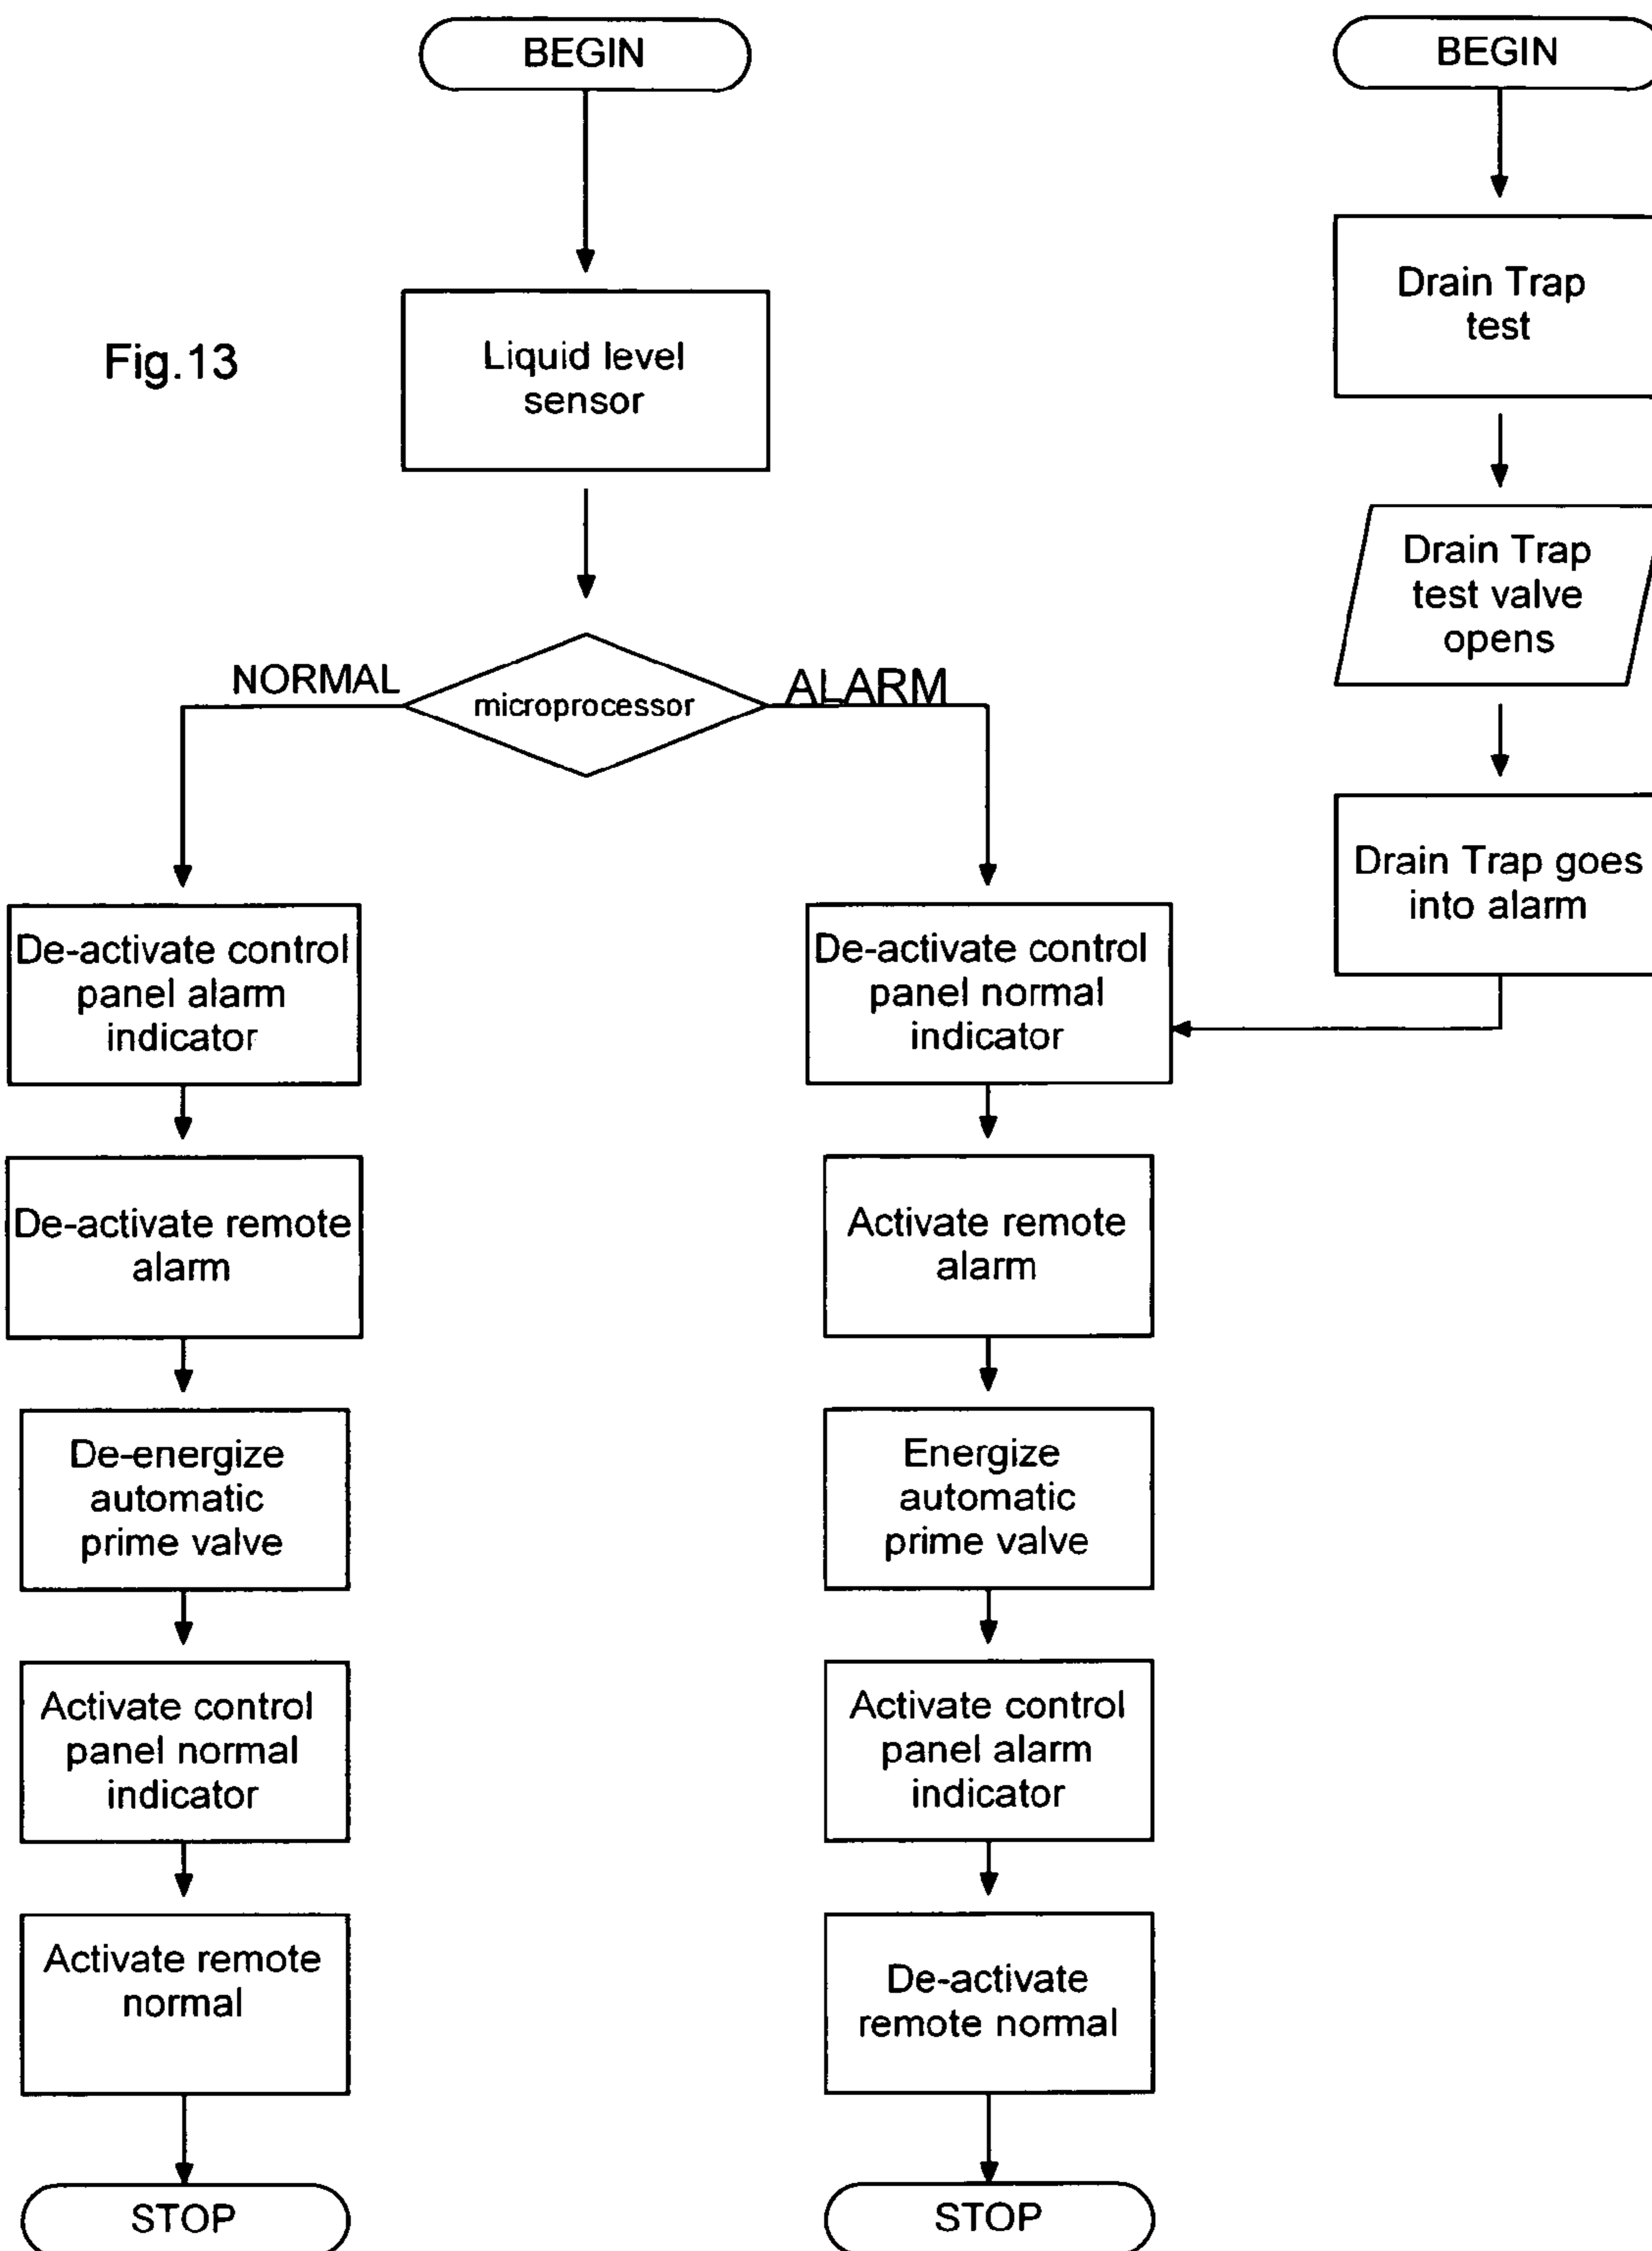 BEGIN
Fig.13
Liquid level
sensor
NORMAL
microprocessor
ALARM
De-activate control
panel alarm
indicator
De-activate remote
alarm
De-energize
automatic
prime valve
Activate control
panel normal
indicator
Activate remote
normal
STOP
De-activate control
panel normal
indicator
Activate remote
alarm
Energize
automatic
prime valve
Activate control
panel alarm
indicator
De-activate
remote normal
STOP
BEGIN
Drain Trap
test
Drain Trap
test valve
opens
Drain Trap goes
into alarm